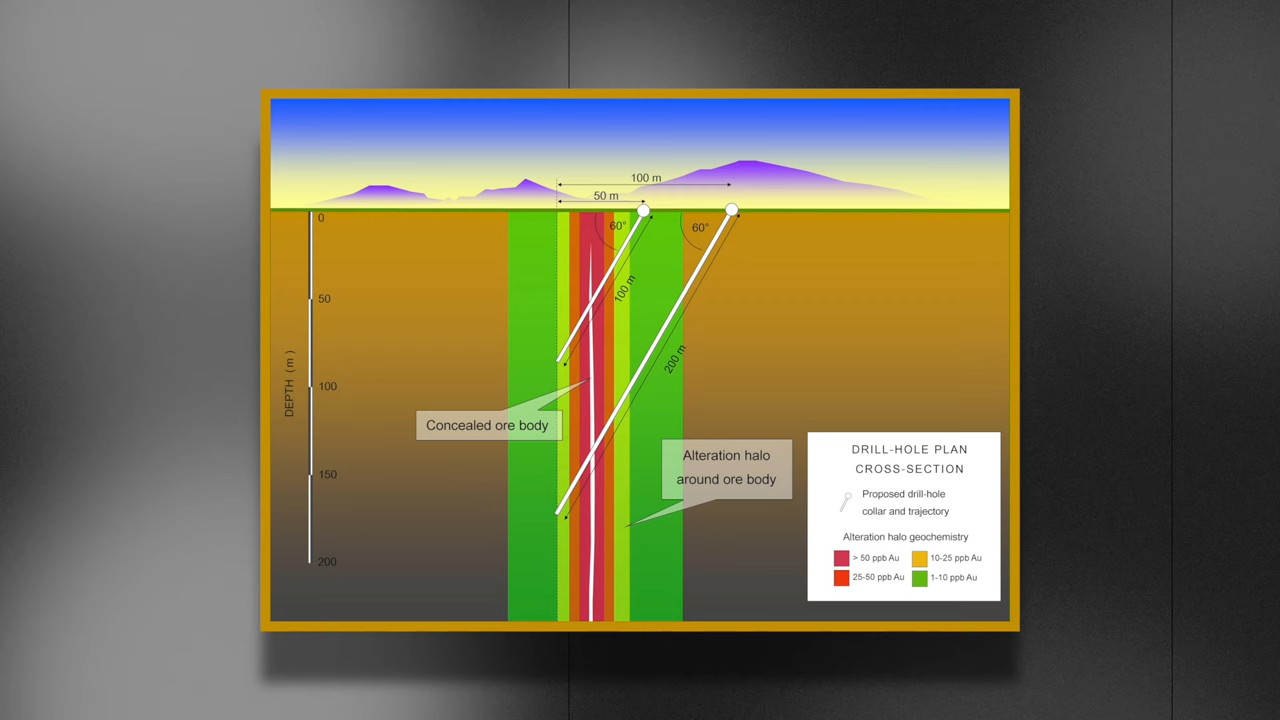 100 m
50 m
0
60°
60°
50
100 m
200 m
DEPTH (m)
100
Concealed ore body
Alteration halo
around ore body
150
200
DRILL-HOLE PLAN
CROSS-SECTION
Proposed drill-hole
collar and trajectory
Alteration halo geochemistry
> 50 ppb Au
10-25 ppb Au
25-50 ppb Au
1-10 ppb Au